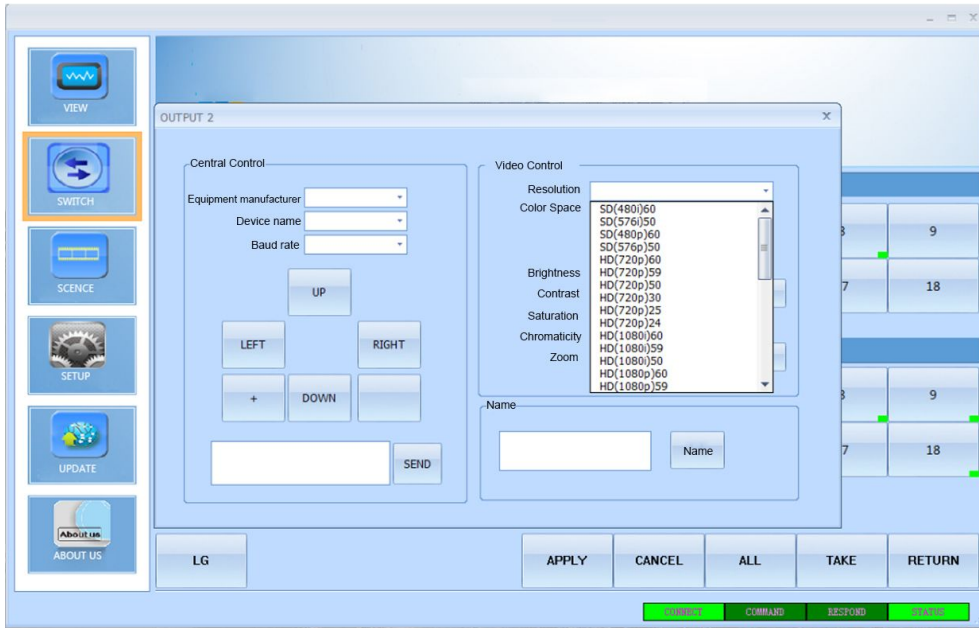 VIEW
SWITCH
SCENCE
SETUP
UPDATE
About us
ABOUT US
OUTPUT 2
X
Central Control
Equipment manufacturer
Device name
Baud rate
UP
LEFT
RIGHT
+
DOWN
SEND
Video Control
Resolution
Color Space
Brightness
Contrast
Saturation
Chromaticity
Zoom
SD(480i)60
SD(576i)50
SD(480p)60
SD(576p)50
HD(720p)60
HD(720p)59
HD(720p)50
HD(720p)30
HD(720p)25
HD(720p)24
HD(1080i)60
HD(1080i)59
HD(1080i)50
HD(1080p)60
HD(1080p)59
Name
Name
9
7
18
9
7
18
LG
APPLY
CANCEL
ALL
TAKE
RETURN
CONNECT
COMMAND
RESPOND
STATUS